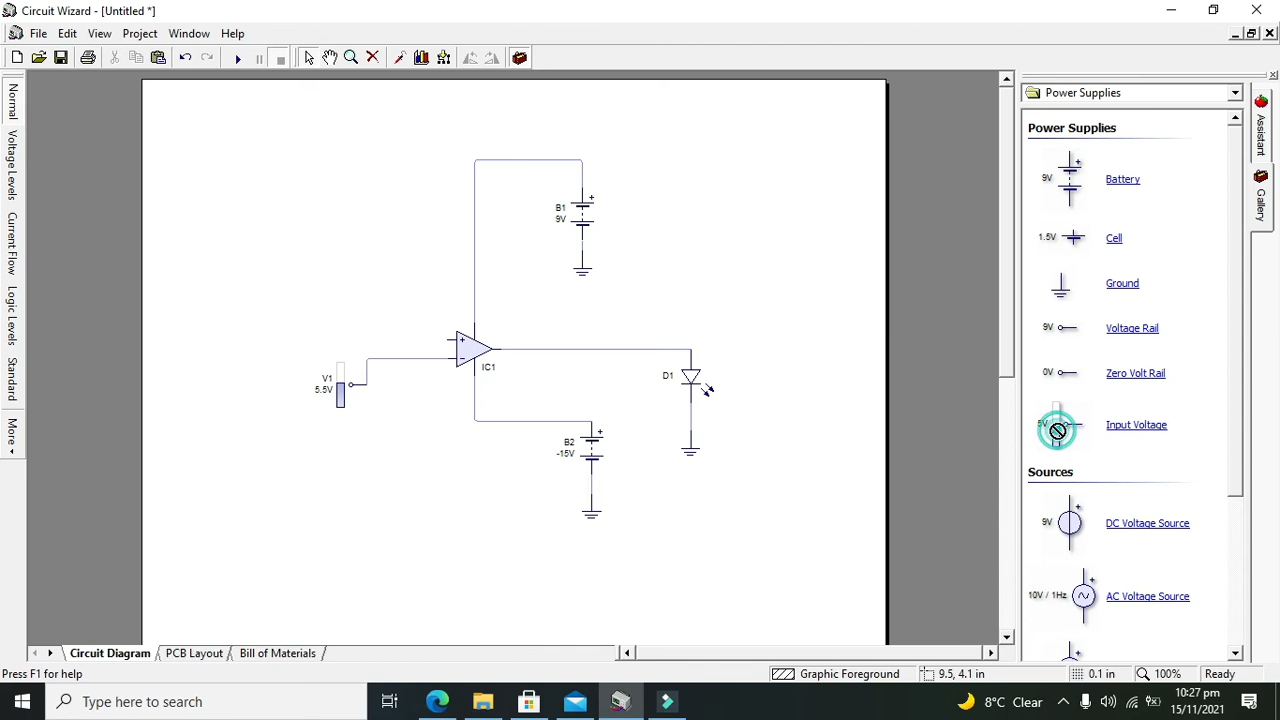 Circuit Wizard - [Untitled *]
File Edit View Project Window Help
Normal
Voltage Levels
Current Flow
Logic Levels
Standard
More
B1
9V
IC1
V1
5.5V
D1
B2
-15V
Power Supplies
Power Supplies
9V Battery
1.5V Cell
Ground
9V Voltage Rail
0V Zero Volt Rail
5V Input Voltage
Sources
9V DC Voltage Source
10V / 1Hz AC Voltage Source
Assistant
Gallery
Circuit Diagram PCB Layout Bill of Materials
Press F1 for help Graphic Foreground 9.5, 4.1 in 0.1 in 100% Ready
Type here to search
8°C Clear
10:27 pm
15/11/2021